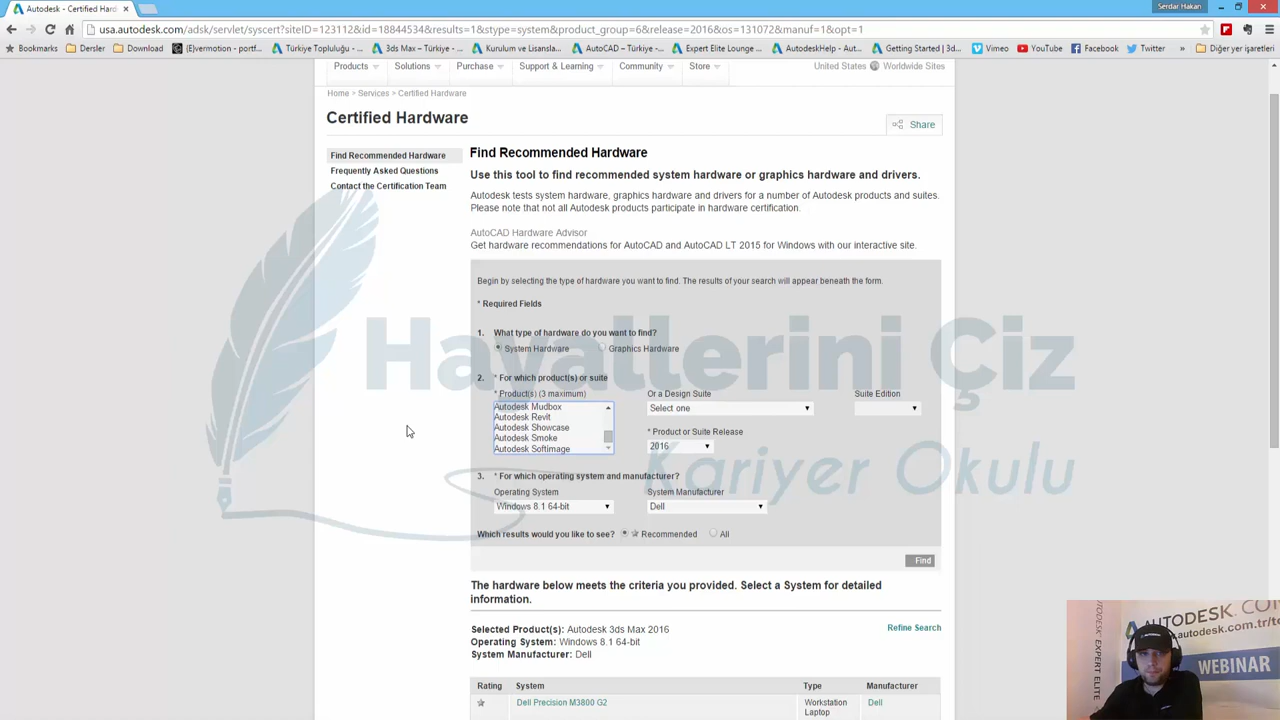 Autodesk - Certified Hard
Serdar Hakan
usa.autodesk.com/adsk/servlet/syscert?siteID=123112&id=18844534&results=1&stype=system&product_group=6&release=2016&os=131072&manuf=1&opt=1
Bookmarks Dersler Download [E]vermotion - portf... Türkiye Topluluğu - ... 3ds Max – Türkiye - ... Kurulum ve Lisansla... AutoCAD – Türkiye -... Expert Elite Lounge ... AutodeskHelp - Aut... Getting Started | 3d... Vimeo YouTube Facebook Twitter » Diğer yer işaretleri
Products Solutions Purchase Support & Learning Community Store United States Worldwide Sites
Home > Services > Certified Hardware
Certified Hardware
Share
Find Recommended Hardware
Frequently Asked Questions
Contact the Certification Team
Find Recommended Hardware
Use this tool to find recommended system hardware or graphics hardware and drivers.
Autodesk tests system hardware, graphics hardware and drivers for a number of Autodesk products and suites.
Please note that not all Autodesk products participate in hardware certification.
AutoCAD Hardware Advisor
Get hardware recommendations for AutoCAD and AutoCAD LT 2015 for Windows with our interactive site.
Begin by selecting the type of hardware you want to find. The results of your search will appear beneath the form.
* Required Fields
1. What type of hardware do you want to find?
System Hardware Graphics Hardware
2. * For which product(s) or suite
* Product(s) (3 maximum) Or a Design Suite Suite Edition
Autodesk Mudbox
Autodesk Revit
Autodesk Showcase
Autodesk Smoke
Autodesk Softimage
Select one
* Product or Suite Release
2016
3. * For which operating system and manufacturer?
Operating System System Manufacturer
Windows 8.1 64-bit Dell
Which results would you like to see? Recommended All
Find
The hardware below meets the criteria you provided. Select a System for detailed
information.
Selected Product(s): Autodesk 3ds Max 2016
Operating System: Windows 8.1 64-bit
System Manufacturer: Dell
Refine Search
Rating System Type Manufacturer
Dell Precision M3800 G2 Workstation Dell
Laptop
Hayallerini Çiz
Kariyer Okulu
AUTODESK.CO
.autodesk.com.tr/to
WEBINAR
AUTODESK
EXPERT ELITE